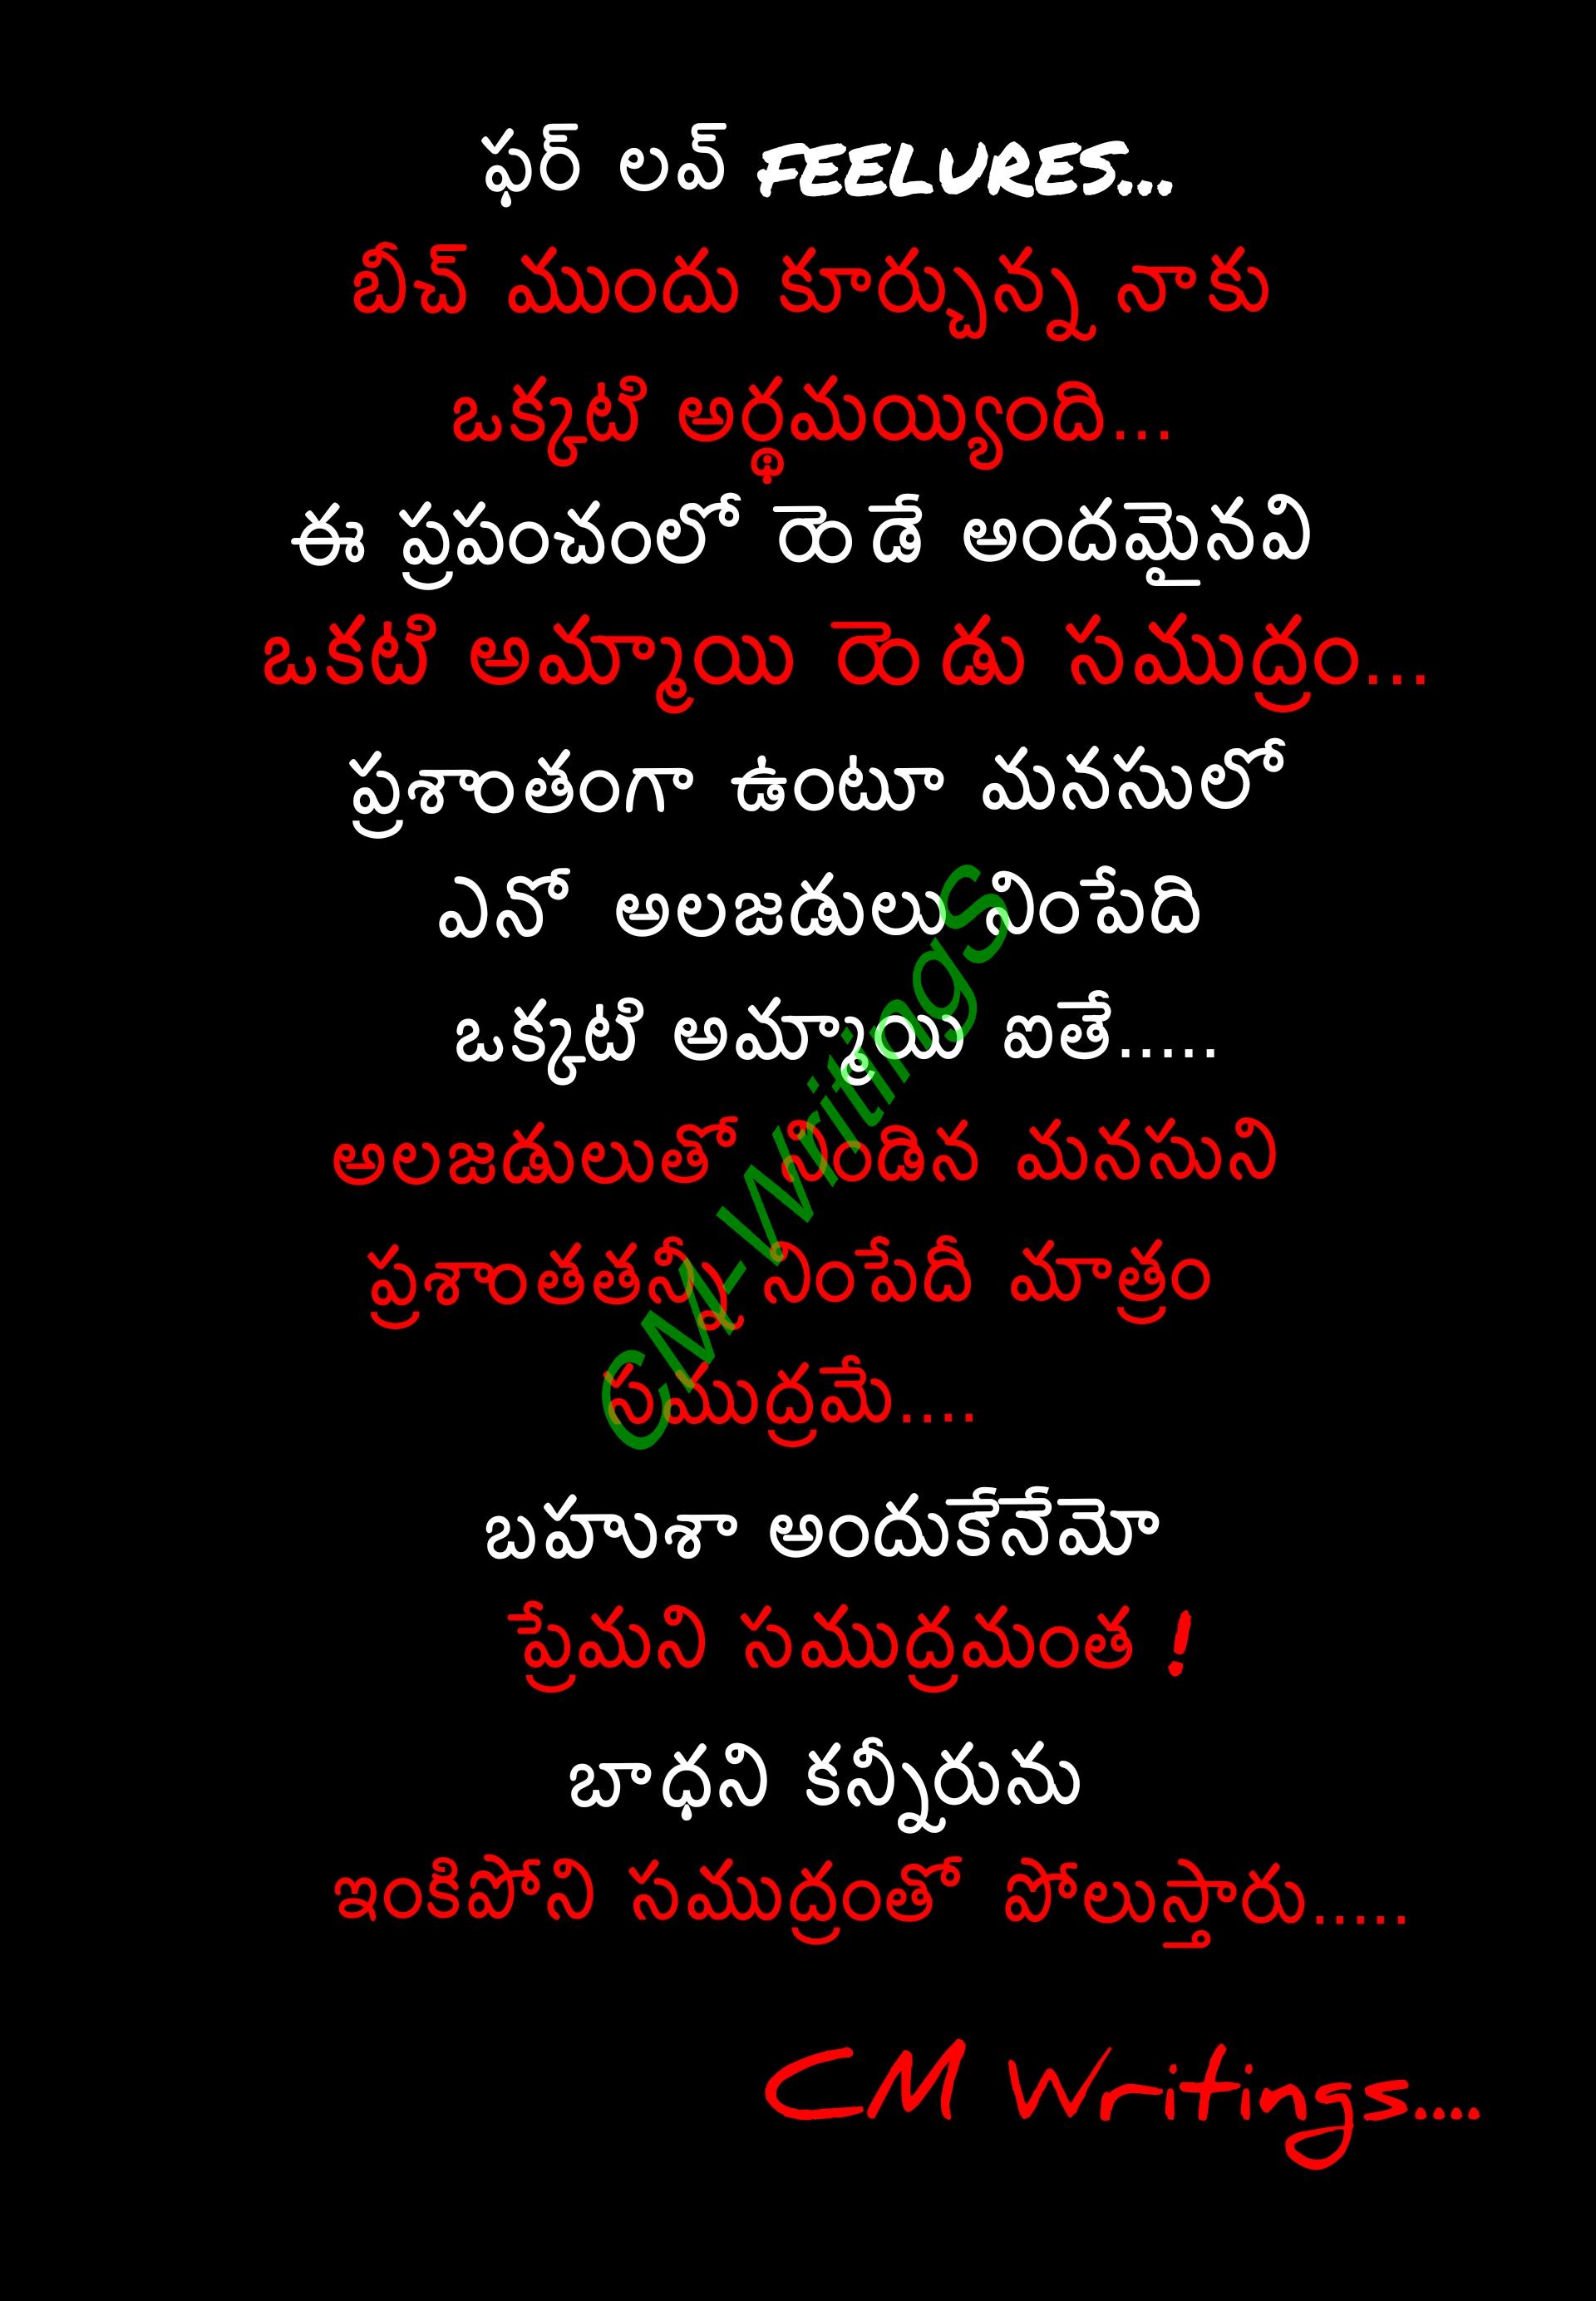 ఫర్ లవ్ FEELURES...
బీచ్ ముందు కూర్చున్న నాకు
ఒక్కటి అర్థమయ్యింది...
ఈ ప్రపంచంలో రెండే అందమైనవి
ఒకటి అమ్మాయి రెండు సముద్రం...
ప్రశాంతంగా ఉంటూ మనసులో
ఎనో అలజడులు నింపేది
ఒక్కటి అమ్మాయి ఐతే.....
అలజడులుతో నిండిన మనసుని
ప్రశాంతతన్ని నింపేదీ మాత్రం
సముద్రమే....
బహుశా అందుకేనేమో
ప్రేమని సముద్రమంత !
బాధని కన్నీరును
ఇంకిపోని సముద్రంతో పోలుస్తారు.....
CM Writings....
CM-WritingS